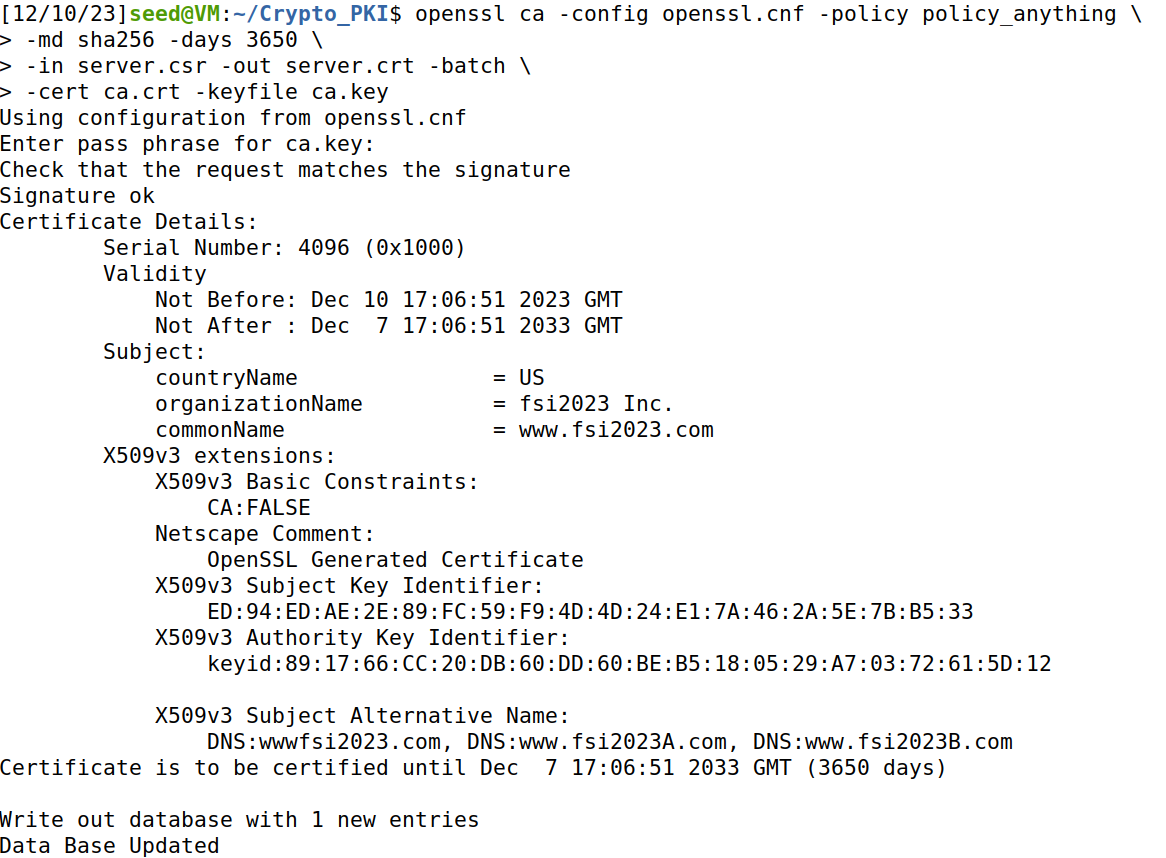 [12/10/23]seed@VM:~/Crypto_PKI$ openssl ca -config openssl.cnf -policy policy_anything \
> -md sha256 -days 3650 \
> -in server.csr -out server.crt -batch \
> -cert ca.crt -keyfile ca.key
Using configuration from openssl.cnf
Enter pass phrase for ca.key:
Check that the request matches the signature
Signature ok
Certificate Details:
        Serial Number: 4096 (0x1000)
        Validity
            Not Before: Dec 10 17:06:51 2023 GMT
            Not After : Dec  7 17:06:51 2033 GMT
        Subject:
            countryName               = US
            organizationName          = fsi2023 Inc.
            commonName                = www.fsi2023.com
        X509v3 extensions:
            X509v3 Basic Constraints:
                CA:FALSE
            Netscape Comment:
                OpenSSL Generated Certificate
            X509v3 Subject Key Identifier:
                ED:94:ED:AE:2E:89:FC:59:F9:4D:4D:24:E1:7A:46:2A:5E:7B:B5:33
            X509v3 Authority Key Identifier:
                keyid:89:17:66:CC:20:DB:60:DD:60:BE:B5:18:05:29:A7:03:72:61:5D:12

            X509v3 Subject Alternative Name:
                DNS:wwwfsi2023.com, DNS:www.fsi2023A.com, DNS:www.fsi2023B.com
Certificate is to be certified until Dec  7 17:06:51 2033 GMT (3650 days)

Write out database with 1 new entries
Data Base Updated